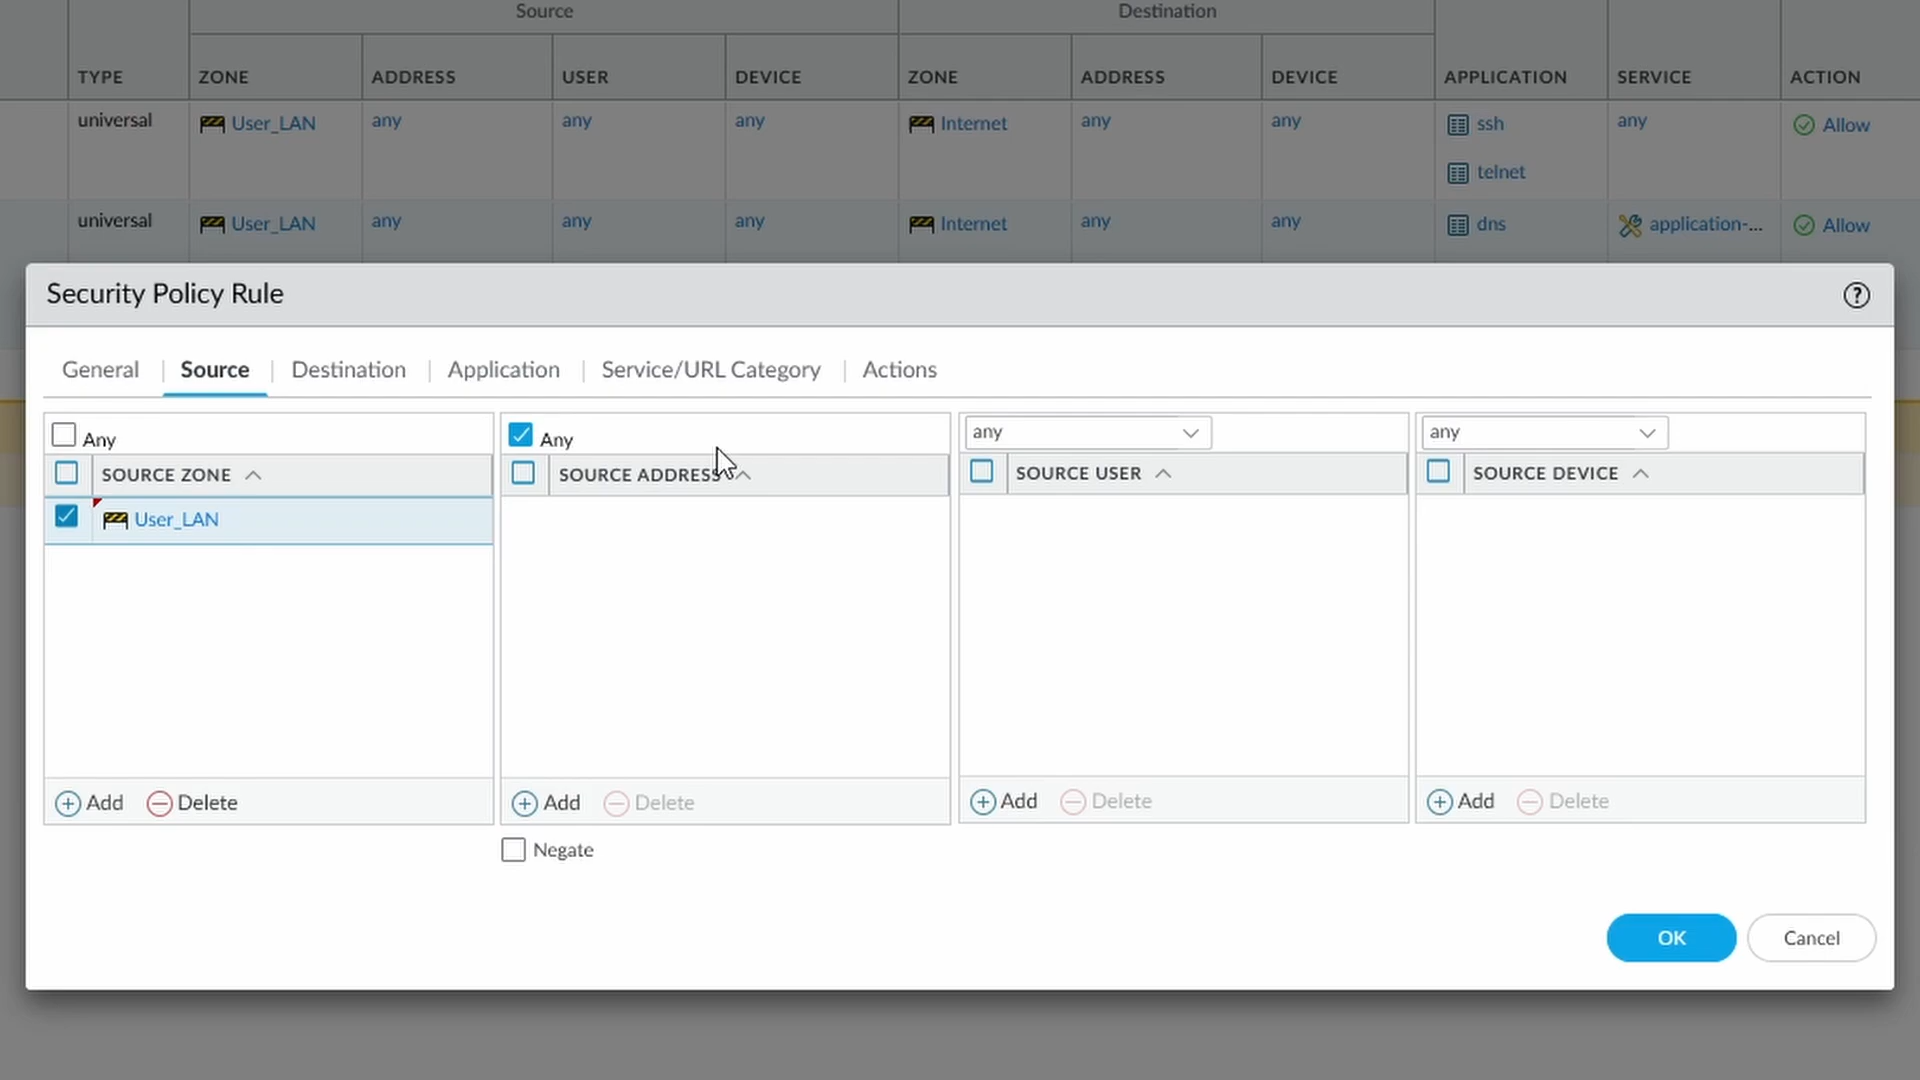 Source Destination
TYPE ZONE ADDRESS USER DEVICE ZONE ADDRESS DEVICE APPLICATION SERVICE ACTION
universal User_LAN any any any Internet any any ssh any Allow
telnet
universal User_LAN any any any Internet any any dns application-... Allow
Security Policy Rule ?
General Source Destination Application Service/URL Category Actions
Any Any any any
SOURCE ZONE SOURCE ADDRESS SOURCE USER SOURCE DEVICE
User_LAN
Add Delete Add Delete Add Delete Add Delete
Negate
OK Cancel